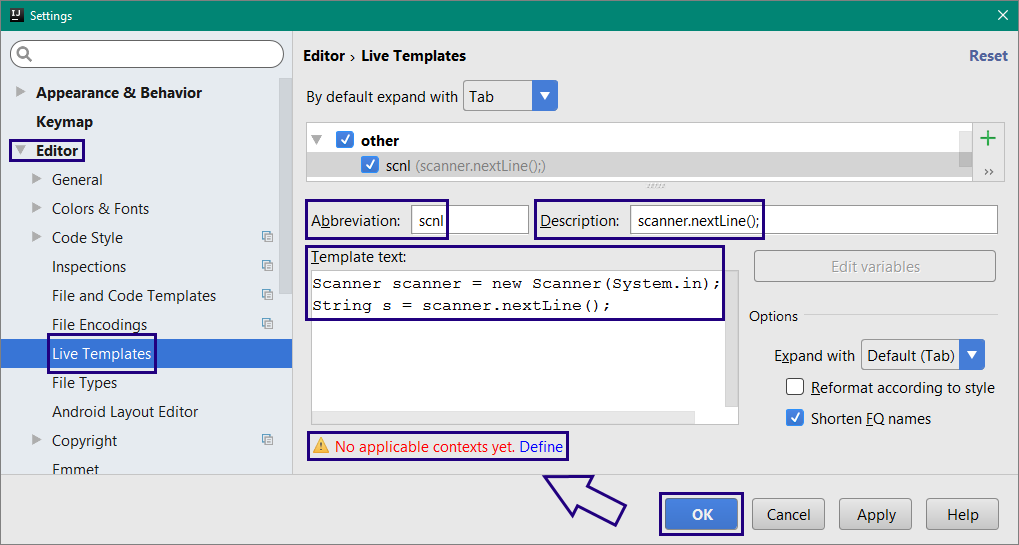 Settings
Editor › Live Templates
Reset
Appearance & Behavior
Keymap
Editor
General
Colors & Fonts
Code Style
Inspections
File and Code Templates
File Encodings
Live Templates
File Types
Android Layout Editor
Copyright
Emmet
By default expand with Tab
other
scnl (scanner.nextLine();)
Abbreviation: scnl Description: scanner.nextLine();
Template text:
Scanner scanner = new Scanner(System.in);
String s = scanner.nextLine();
Edit variables
Options
Expand with Default (Tab)
Reformat according to style
Shorten FQ names
No applicable contexts yet. Define
OK Cancel Apply Help